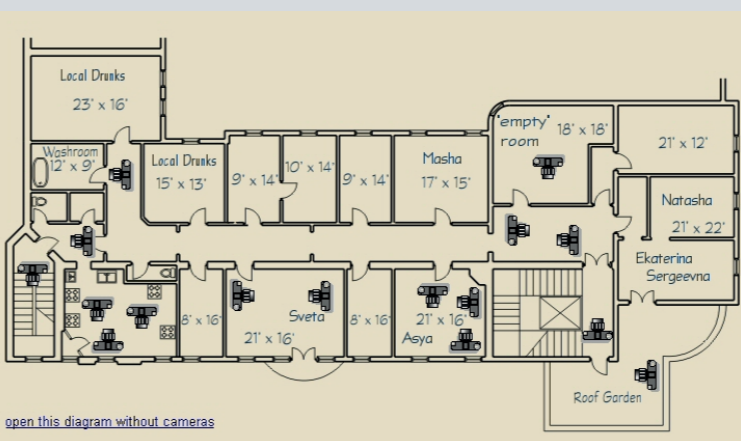 Local Drunks
23' x 16'
Washroom
12' x 9'
Local Drunks
15' x 13'
9' x 14'
10' x 14'
9' x 14'
Masha
17' x 15'
"empty"
room
18' x 18'
21' x 12'
Natasha
21' x 22'
Ekaterina
Sergeevna
8' x 16'
Sveta
21' x 16'
8' x 16'
21' x 16'
Asya
Roof Garden
open this diagram without cameras